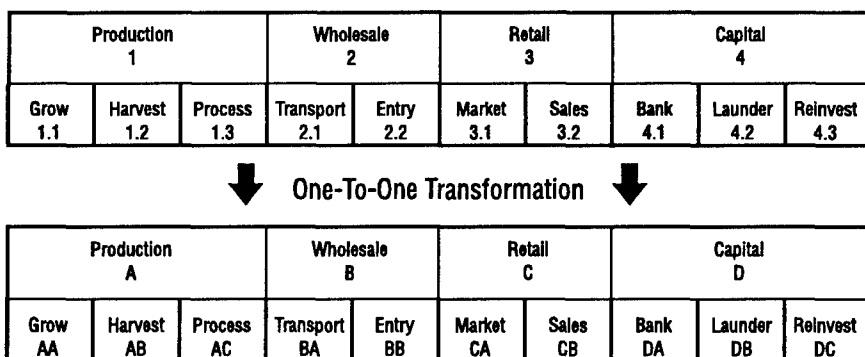 Production Wholesale Retail Capital
1 2 3 4
Grow Harvest Process Transport Entry Market Sales Bank Launder Reinvest
1.1 1.2 1.3 2.1 2.2 3.1 3.2 4.1 4.2 4.3
One-To-One Transformation
Production Wholesale Retail Capital
A B C D
Grow Harvest Process Transport Entry Market Sales Bank Launder Reinvest
AA AB AC BA BB CA CB DA DB DC